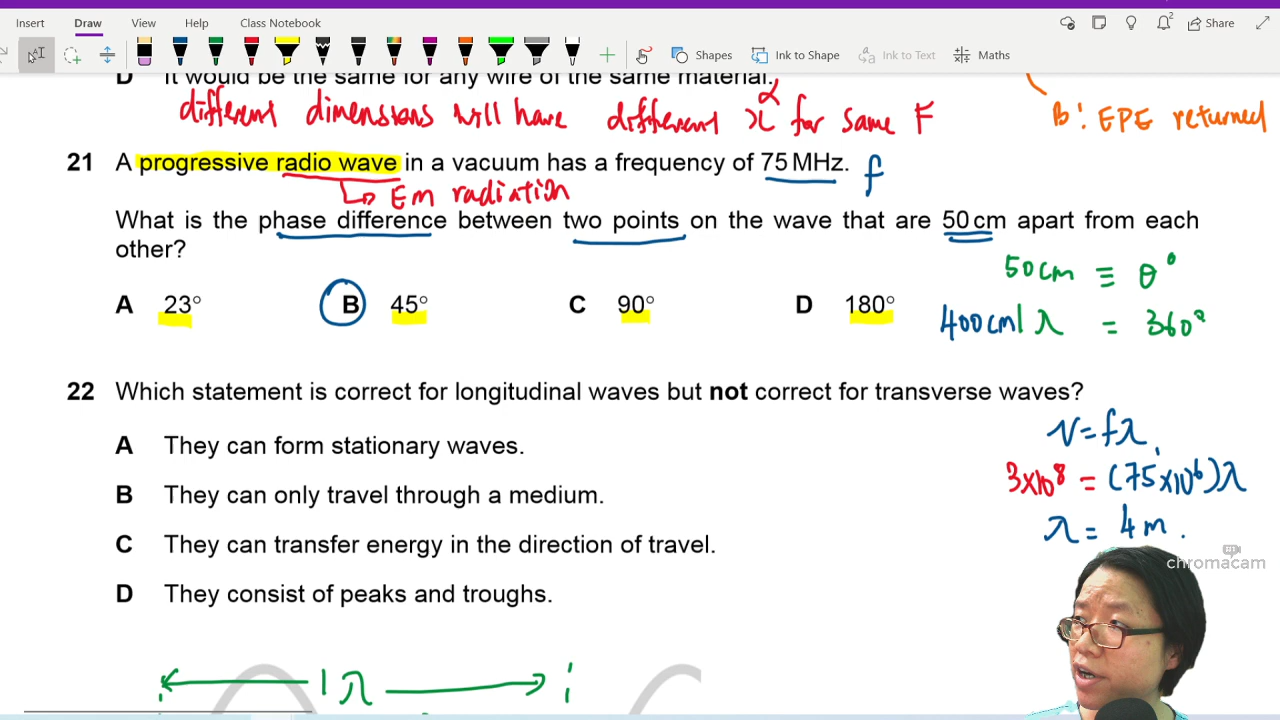 Insert Draw View Help Class Notebook Share
Shapes Ink to Shape Ink to Text Maths
D It would be the same for any wire of the same material.
different dimensions will have different x for same F
B: EPE returned
21 A progressive radio wave in a vacuum has a frequency of 75 MHz. f
↳ Em radiation
What is the phase difference between two points on the wave that are 50 cm apart from each
other?
50cm ≡ θ°
A 23° B 45° C 90° D 180°
400cm λ = 360°
22 Which statement is correct for longitudinal waves but not correct for transverse waves?
v = fλ
A They can form stationary waves.
3×10⁸ = (75×10⁶)λ
B They can only travel through a medium.
λ = 4m.
C They can transfer energy in the direction of travel.
chromacam
D They consist of peaks and troughs.
1λ